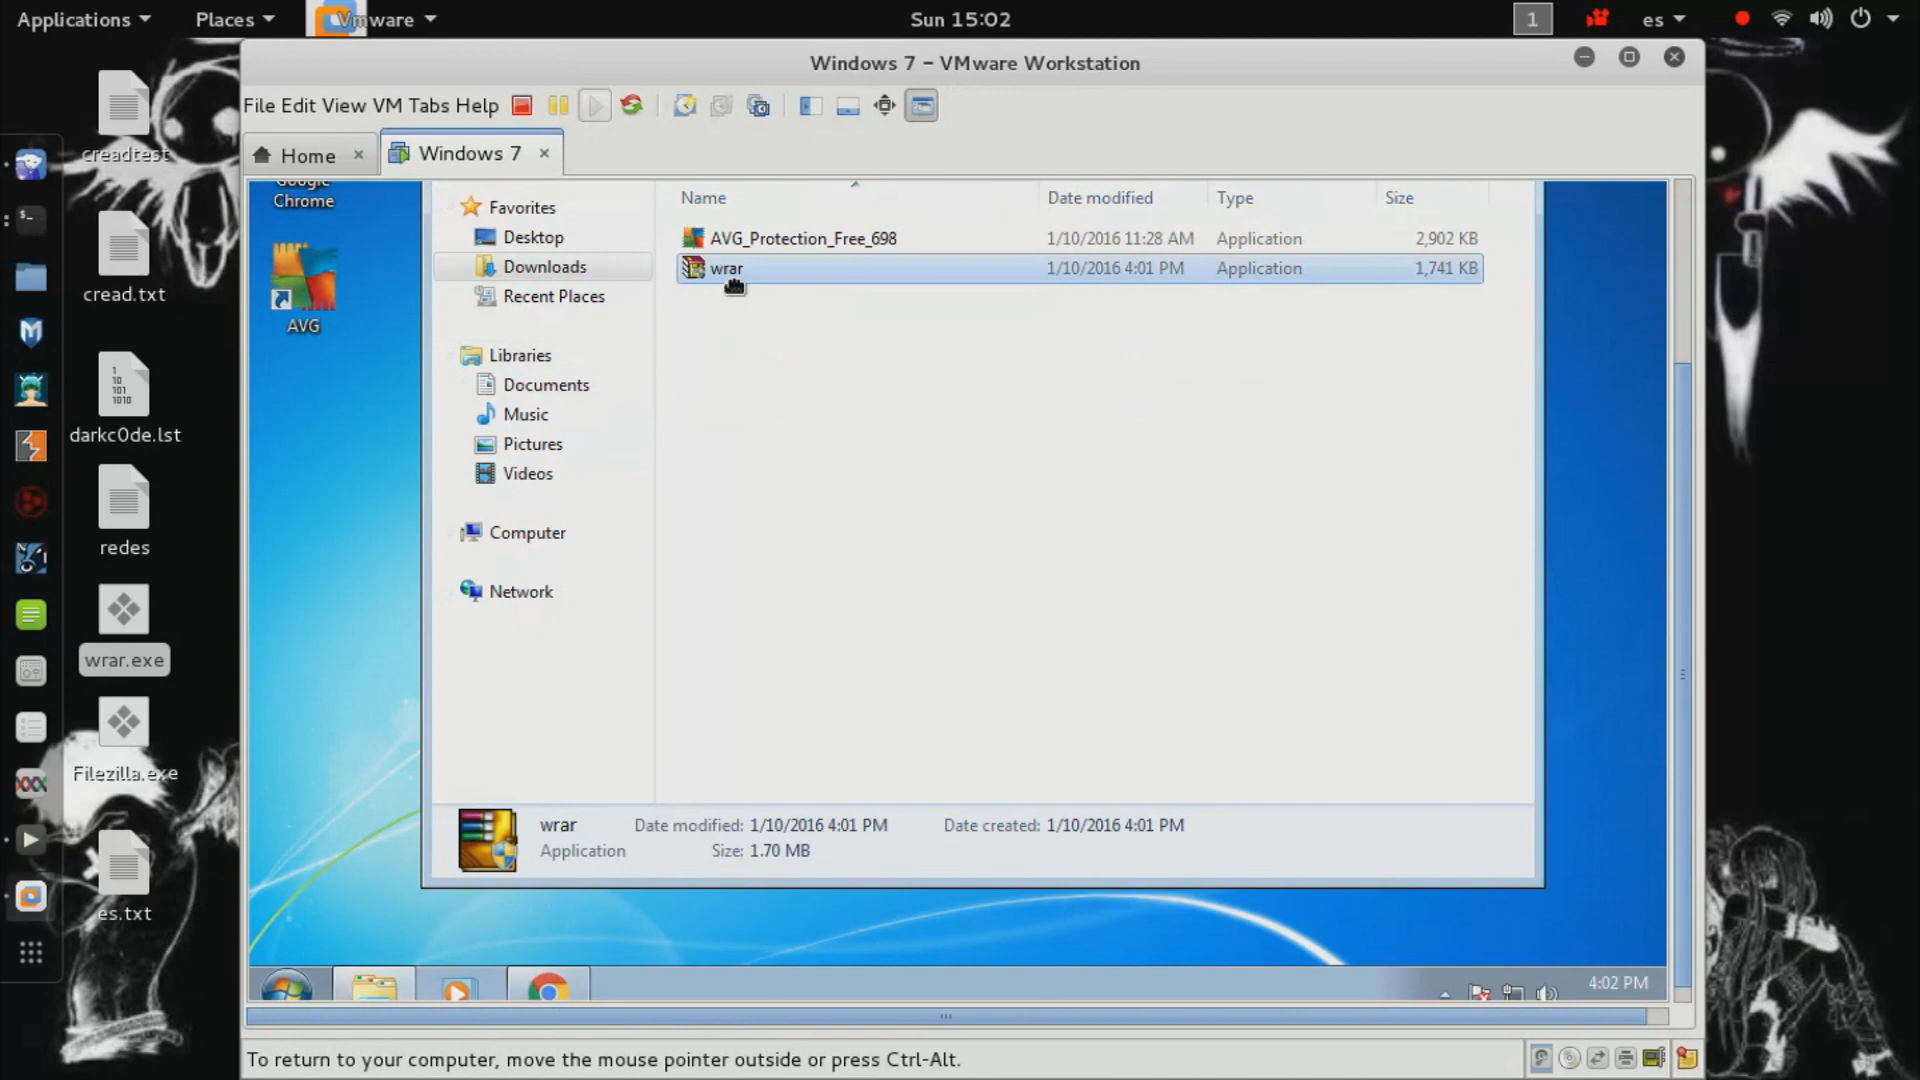 Applications Places Vmware Sun 15:02 1 es
Windows 7 – VMware Workstation
File Edit View VM Tabs Help
Home × Windows 7 ×
creadtest
cread.txt
1
10
101
1010
darkc0de.lst
redes
wrar.exe
Filezilla.exe
es.txt
Google
Chrome
AVG
Favorites
Desktop
Downloads
Recent Places
Libraries
Documents
Music
Pictures
Videos
Computer
Network
Name Date modified Type Size
AVG_Protection_Free_698 1/10/2016 11:28 AM Application 2,902 KB
wrar 1/10/2016 4:01 PM Application 1,741 KB
wrar Date modified: 1/10/2016 4:01 PM Date created: 1/10/2016 4:01 PM
Application Size: 1.70 MB
4:02 PM
To return to your computer, move the mouse pointer outside or press Ctrl-Alt.